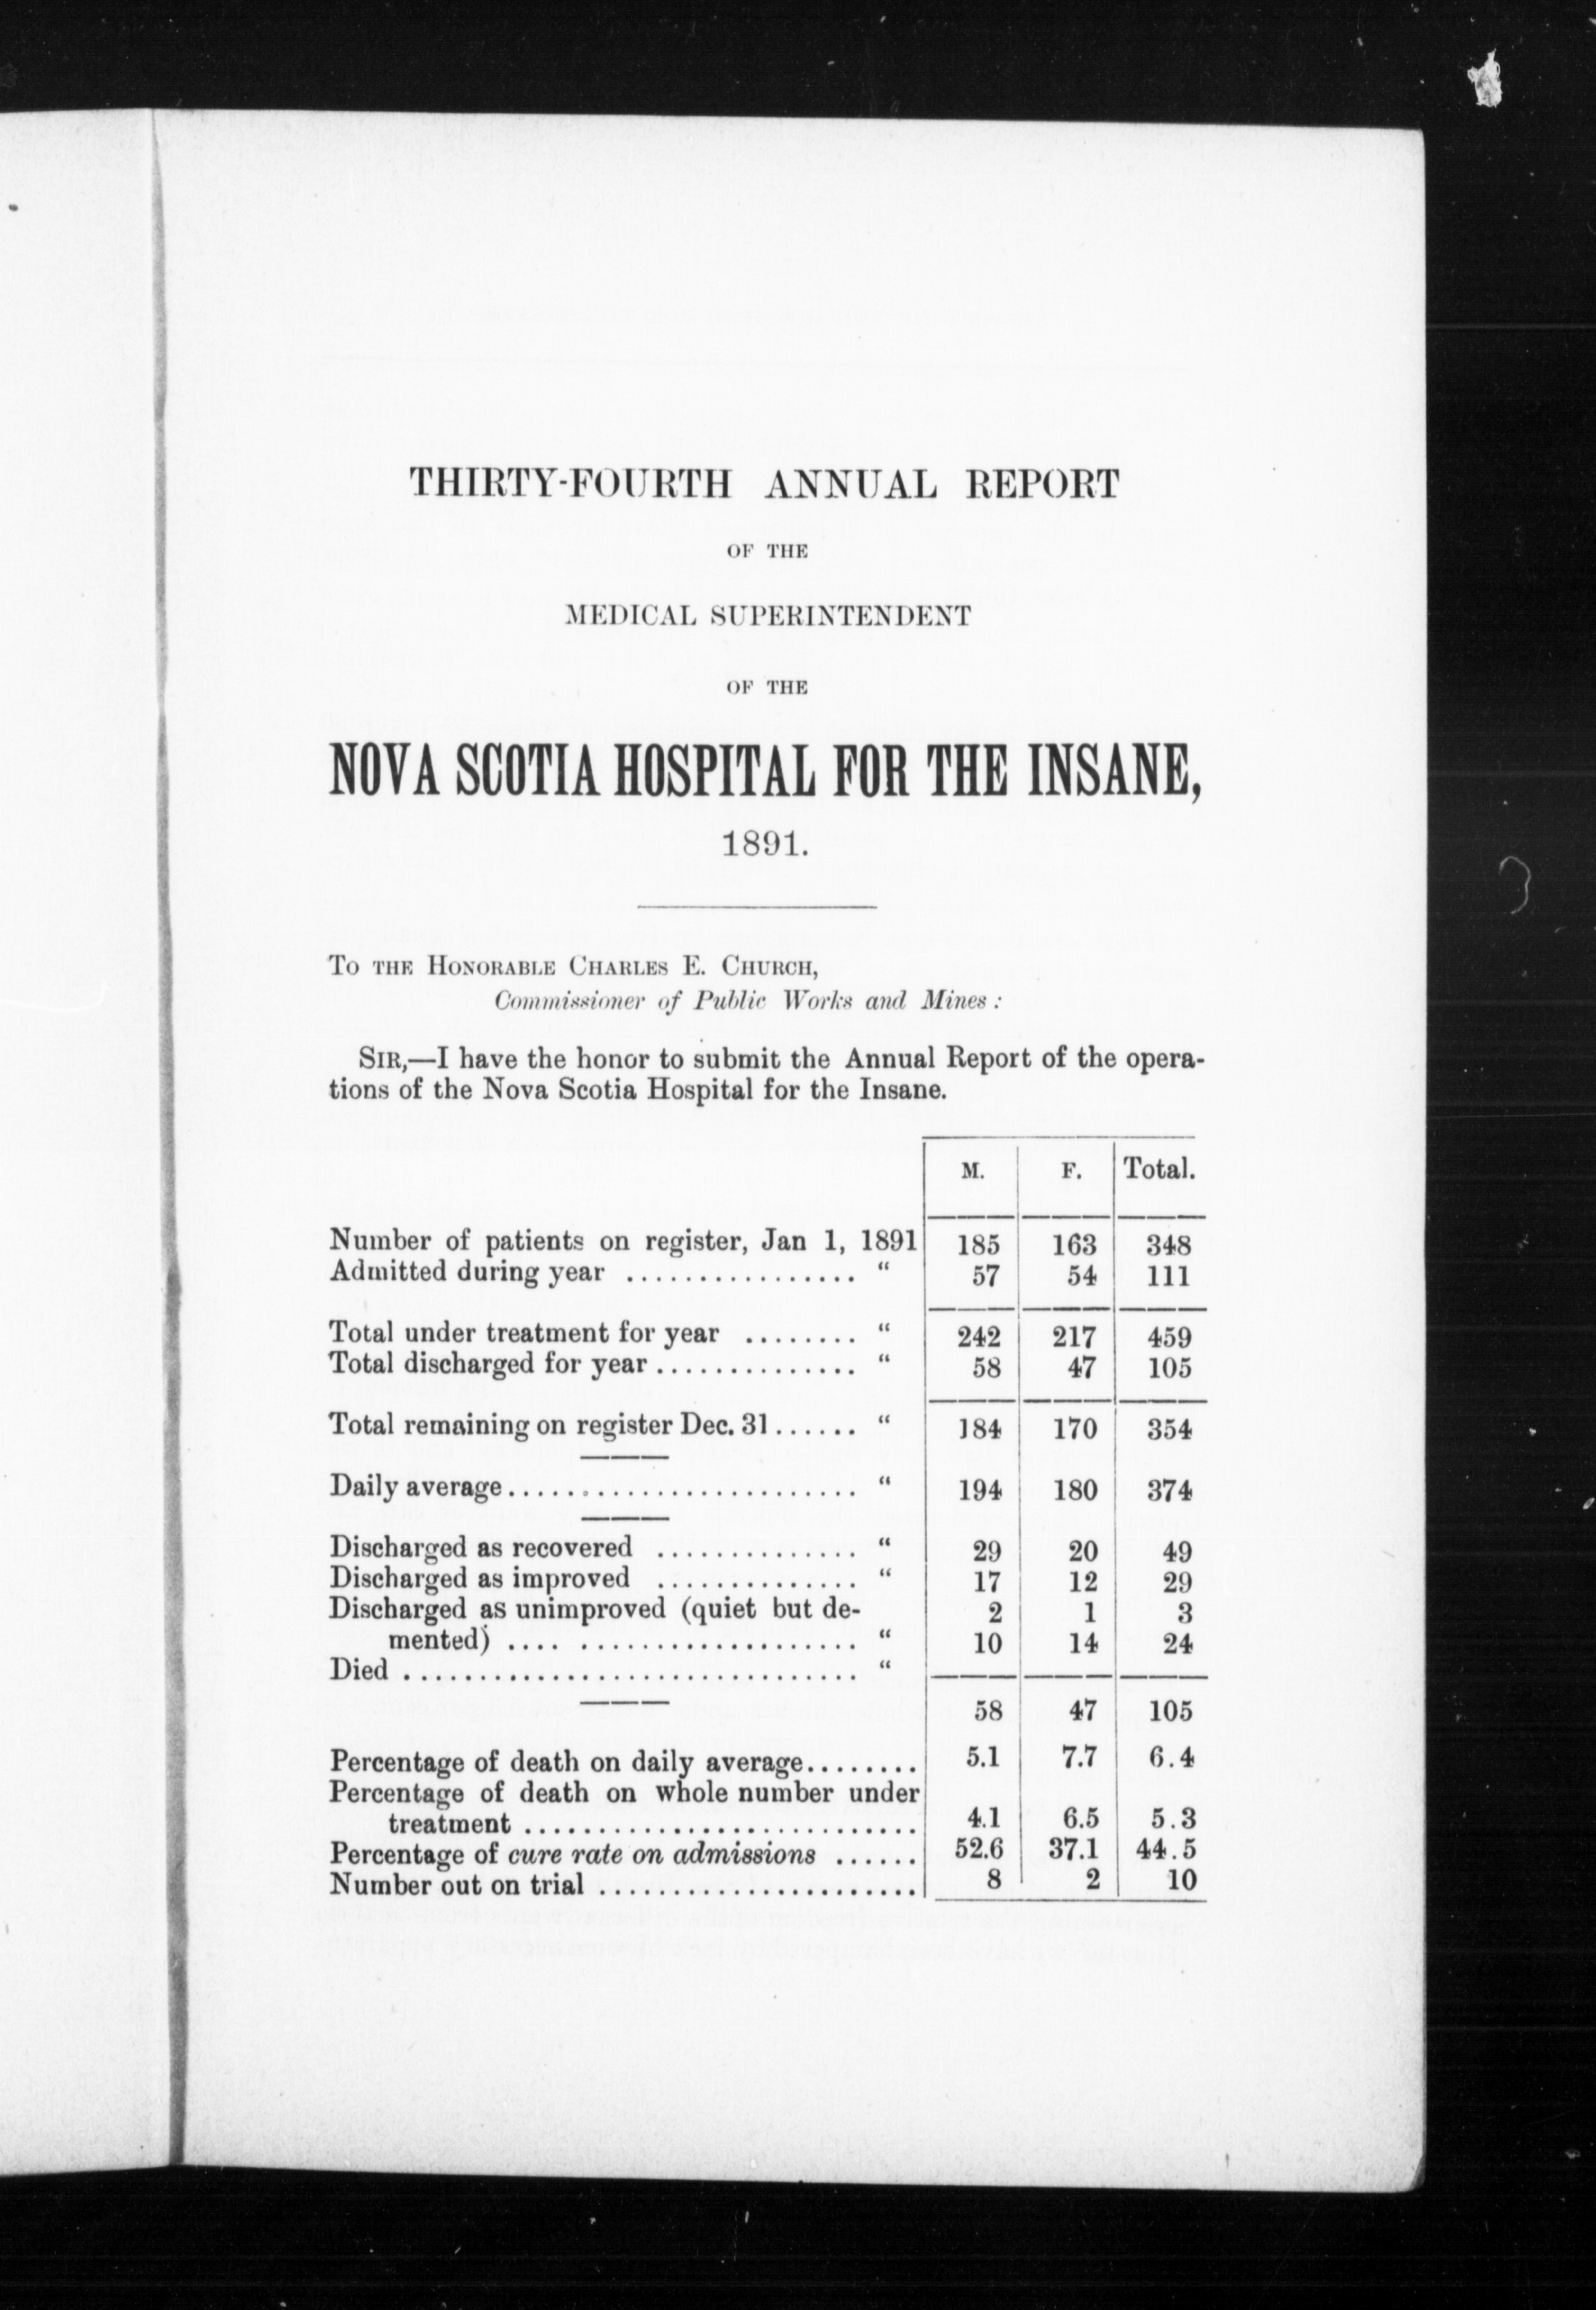 THIRTY-FOURTH ANNUAL REPORT
OF THE
MEDICAL SUPERINTENDENT
OF THE
NOVA SCOTIA HOSPITAL FOR THE INSANE,
1891.
TO THE HONORABLE CHARLES E. CHURCH,
Commissioner of Public Works and Mines :
SIR,—I have the honor to submit the Annual Report of the opera-
tions of the Nova Scotia Hospital for the Insane.
M. F. Total.
Number of patients on register, Jan 1, 1891 185 163 348
Admitted during year ................ “ 57 54 111
Total under treatment for year ........ “ 242 217 459
Total discharged for year.............. “ 58 47 105
Total remaining on register Dec. 31...... “ 184 170 354
Daily average........................ “ 194 180 374
Discharged as recovered .............. “ 29 20 49
Discharged as improved .............. “ 17 12 29
Discharged as unimproved (quiet but de- 2 1 3
mented) .... ................... “ 10 14 24
Died ............................... “
58 47 105
Percentage of death on daily average........ 5.1 7.7 6.4
Percentage of death on whole number under
treatment ........................... 4.1 6.5 5.3
Percentage of cure rate on admissions ...... 52.6 37.1 44.5
Number out on trial ...................... 8 2 10